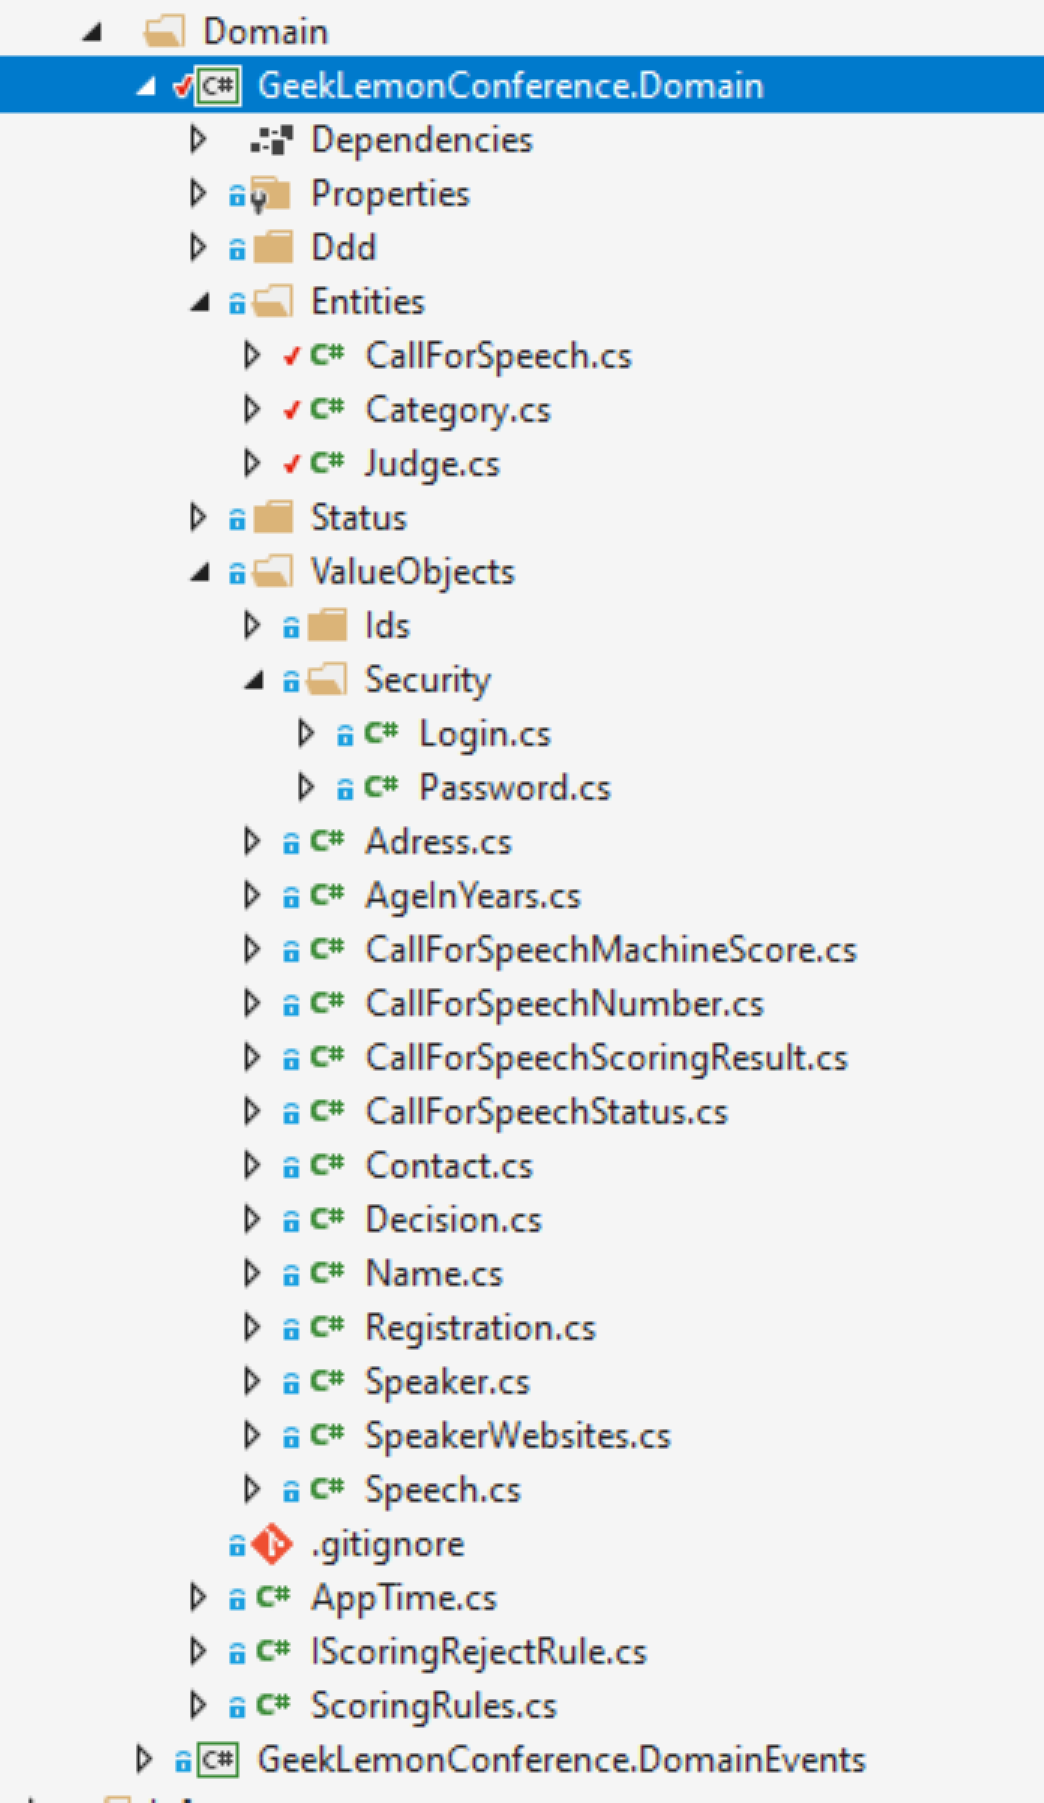 Domain
C# GeekLemonConference.Domain
Dependencies
Properties
Ddd
Entities
C# CallForSpeech.cs
C# Category.cs
C# Judge.cs
Status
ValueObjects
Ids
Security
C# Login.cs
C# Password.cs
C# Adress.cs
C# AgeInYears.cs
C# CallForSpeechMachineScore.cs
C# CallForSpeechNumber.cs
C# CallForSpeechScoringResult.cs
C# CallForSpeechStatus.cs
C# Contact.cs
C# Decision.cs
C# Name.cs
C# Registration.cs
C# Speaker.cs
C# SpeakerWebsites.cs
C# Speech.cs
.gitignore
C# AppTime.cs
C# IScoringRejectRule.cs
C# ScoringRules.cs
C# GeekLemonConference.DomainEvents